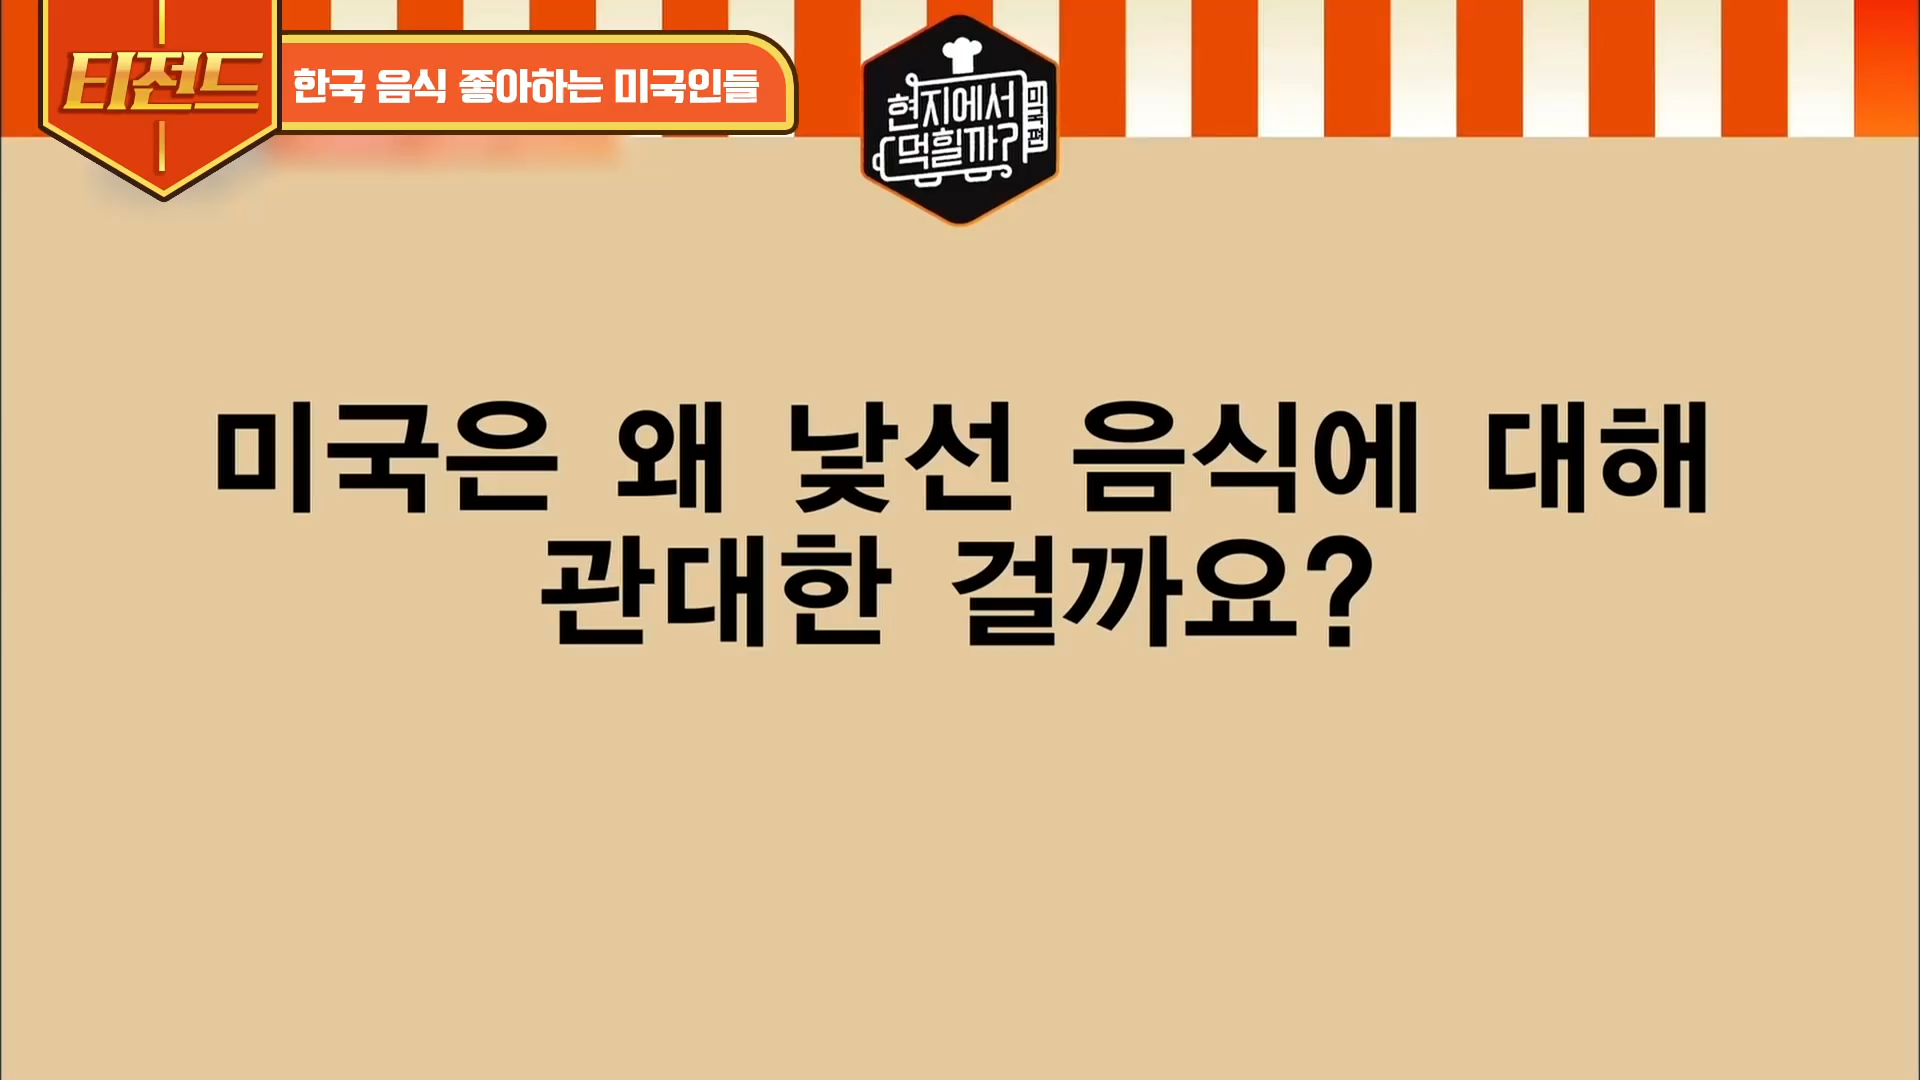 티전드
한국 음식 좋아하는 미국인들
현지에서
먹힐까?
미국편
미국은 왜 낯선 음식에 대해
관대한 걸까요?